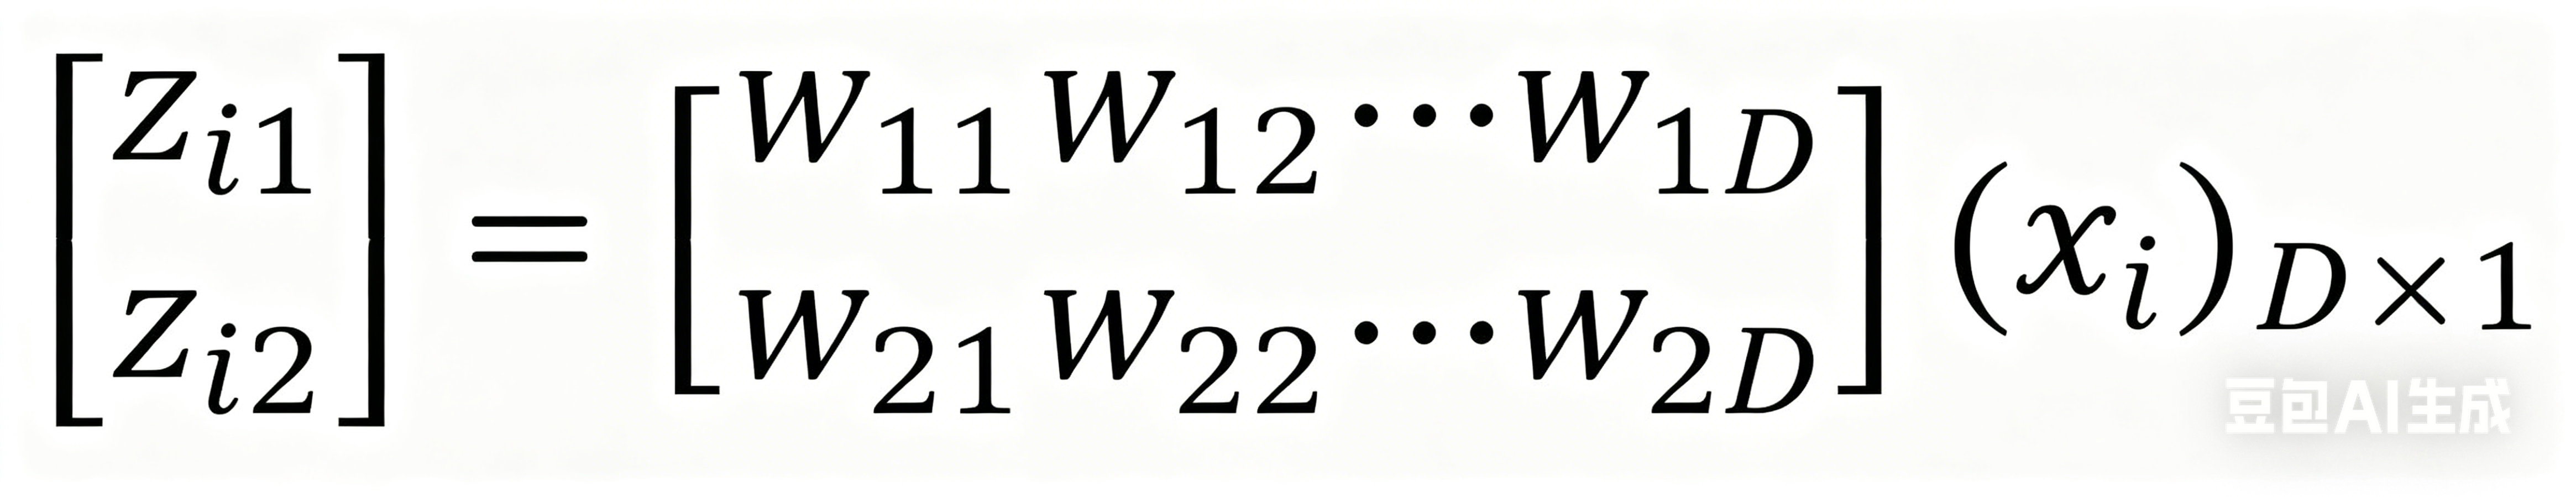 [z_{i1} z_{i2}] = [w_{11} w_{12} ⋯ w_{1D} w_{21} w_{22} ⋯ w_{2D}] (x_i)_{D×1}
豆包AI生成